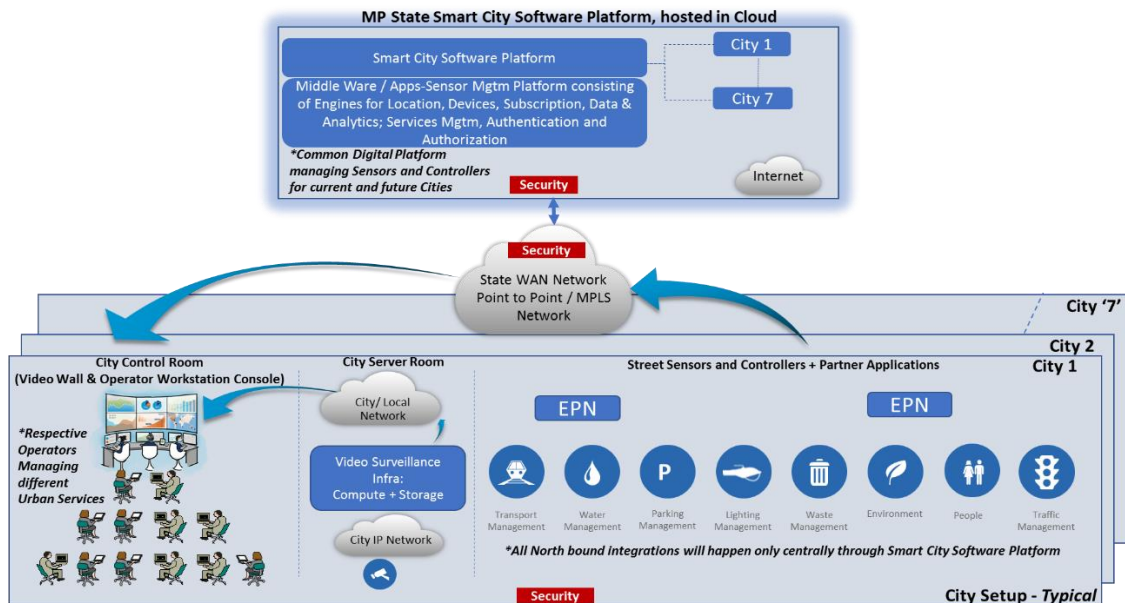 MP State Smart City Software Platform, hosted in Cloud
Smart City Software Platform
City 1
Middle Ware / Apps-Sensor Mgtm Platform consisting
of Engines for Location, Devices, Subscription, Data &
Analytics; Services Mgtm, Authentication and
Authorization
City 7
*Common Digital Platform
managing Sensors and Controllers
for current and future Cities
Internet
Security
Security
State WAN Network
Point to Point / MPLS
Network
City ‘7’
City 2
City 1
City Control Room
(Video Wall & Operator Workstation Console)
*Respective
Operators
Managing
different
Urban Services
City Server Room
City/ Local
Network
Video Surveillance
Infra:
Compute + Storage
City IP Network
Street Sensors and Controllers + Partner Applications
EPN
EPN
P
Transport
Management
Water
Management
Parking
Management
Lighting
Management
Waste
Management
Environment
People
Traffic
Management
*All North bound integrations will happen only centrally through Smart City Software Platform
Security
City Setup - Typical